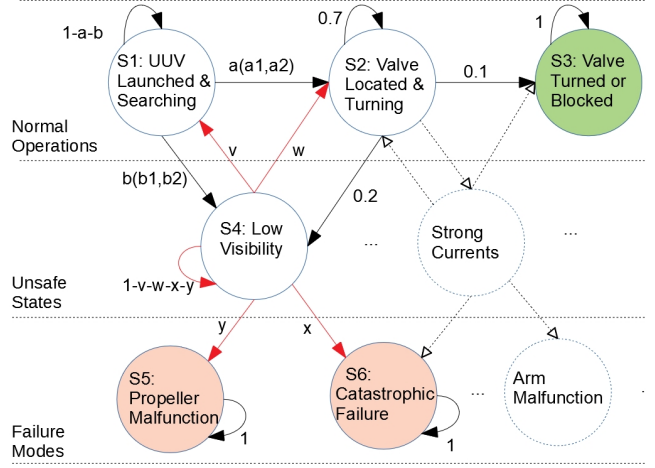 0.7
1
1-a-b
S1: UUV
Launched &
Searching
a(a1,a2)
S2: Valve
Located &
Turning
0.1
S3: Valve
Turned or
Blocked
Normal
Operations
v
w
b(b1,b2)
0.2
S4: Low
Visibility
...
Strong
Currents
...
1-v-w-x-y
Unsafe
States
y
x
S5:
Propeller
Malfunction
1
S6:
Catastrophic
Failure
1
...
Arm
Malfunction
.
Failure
Modes